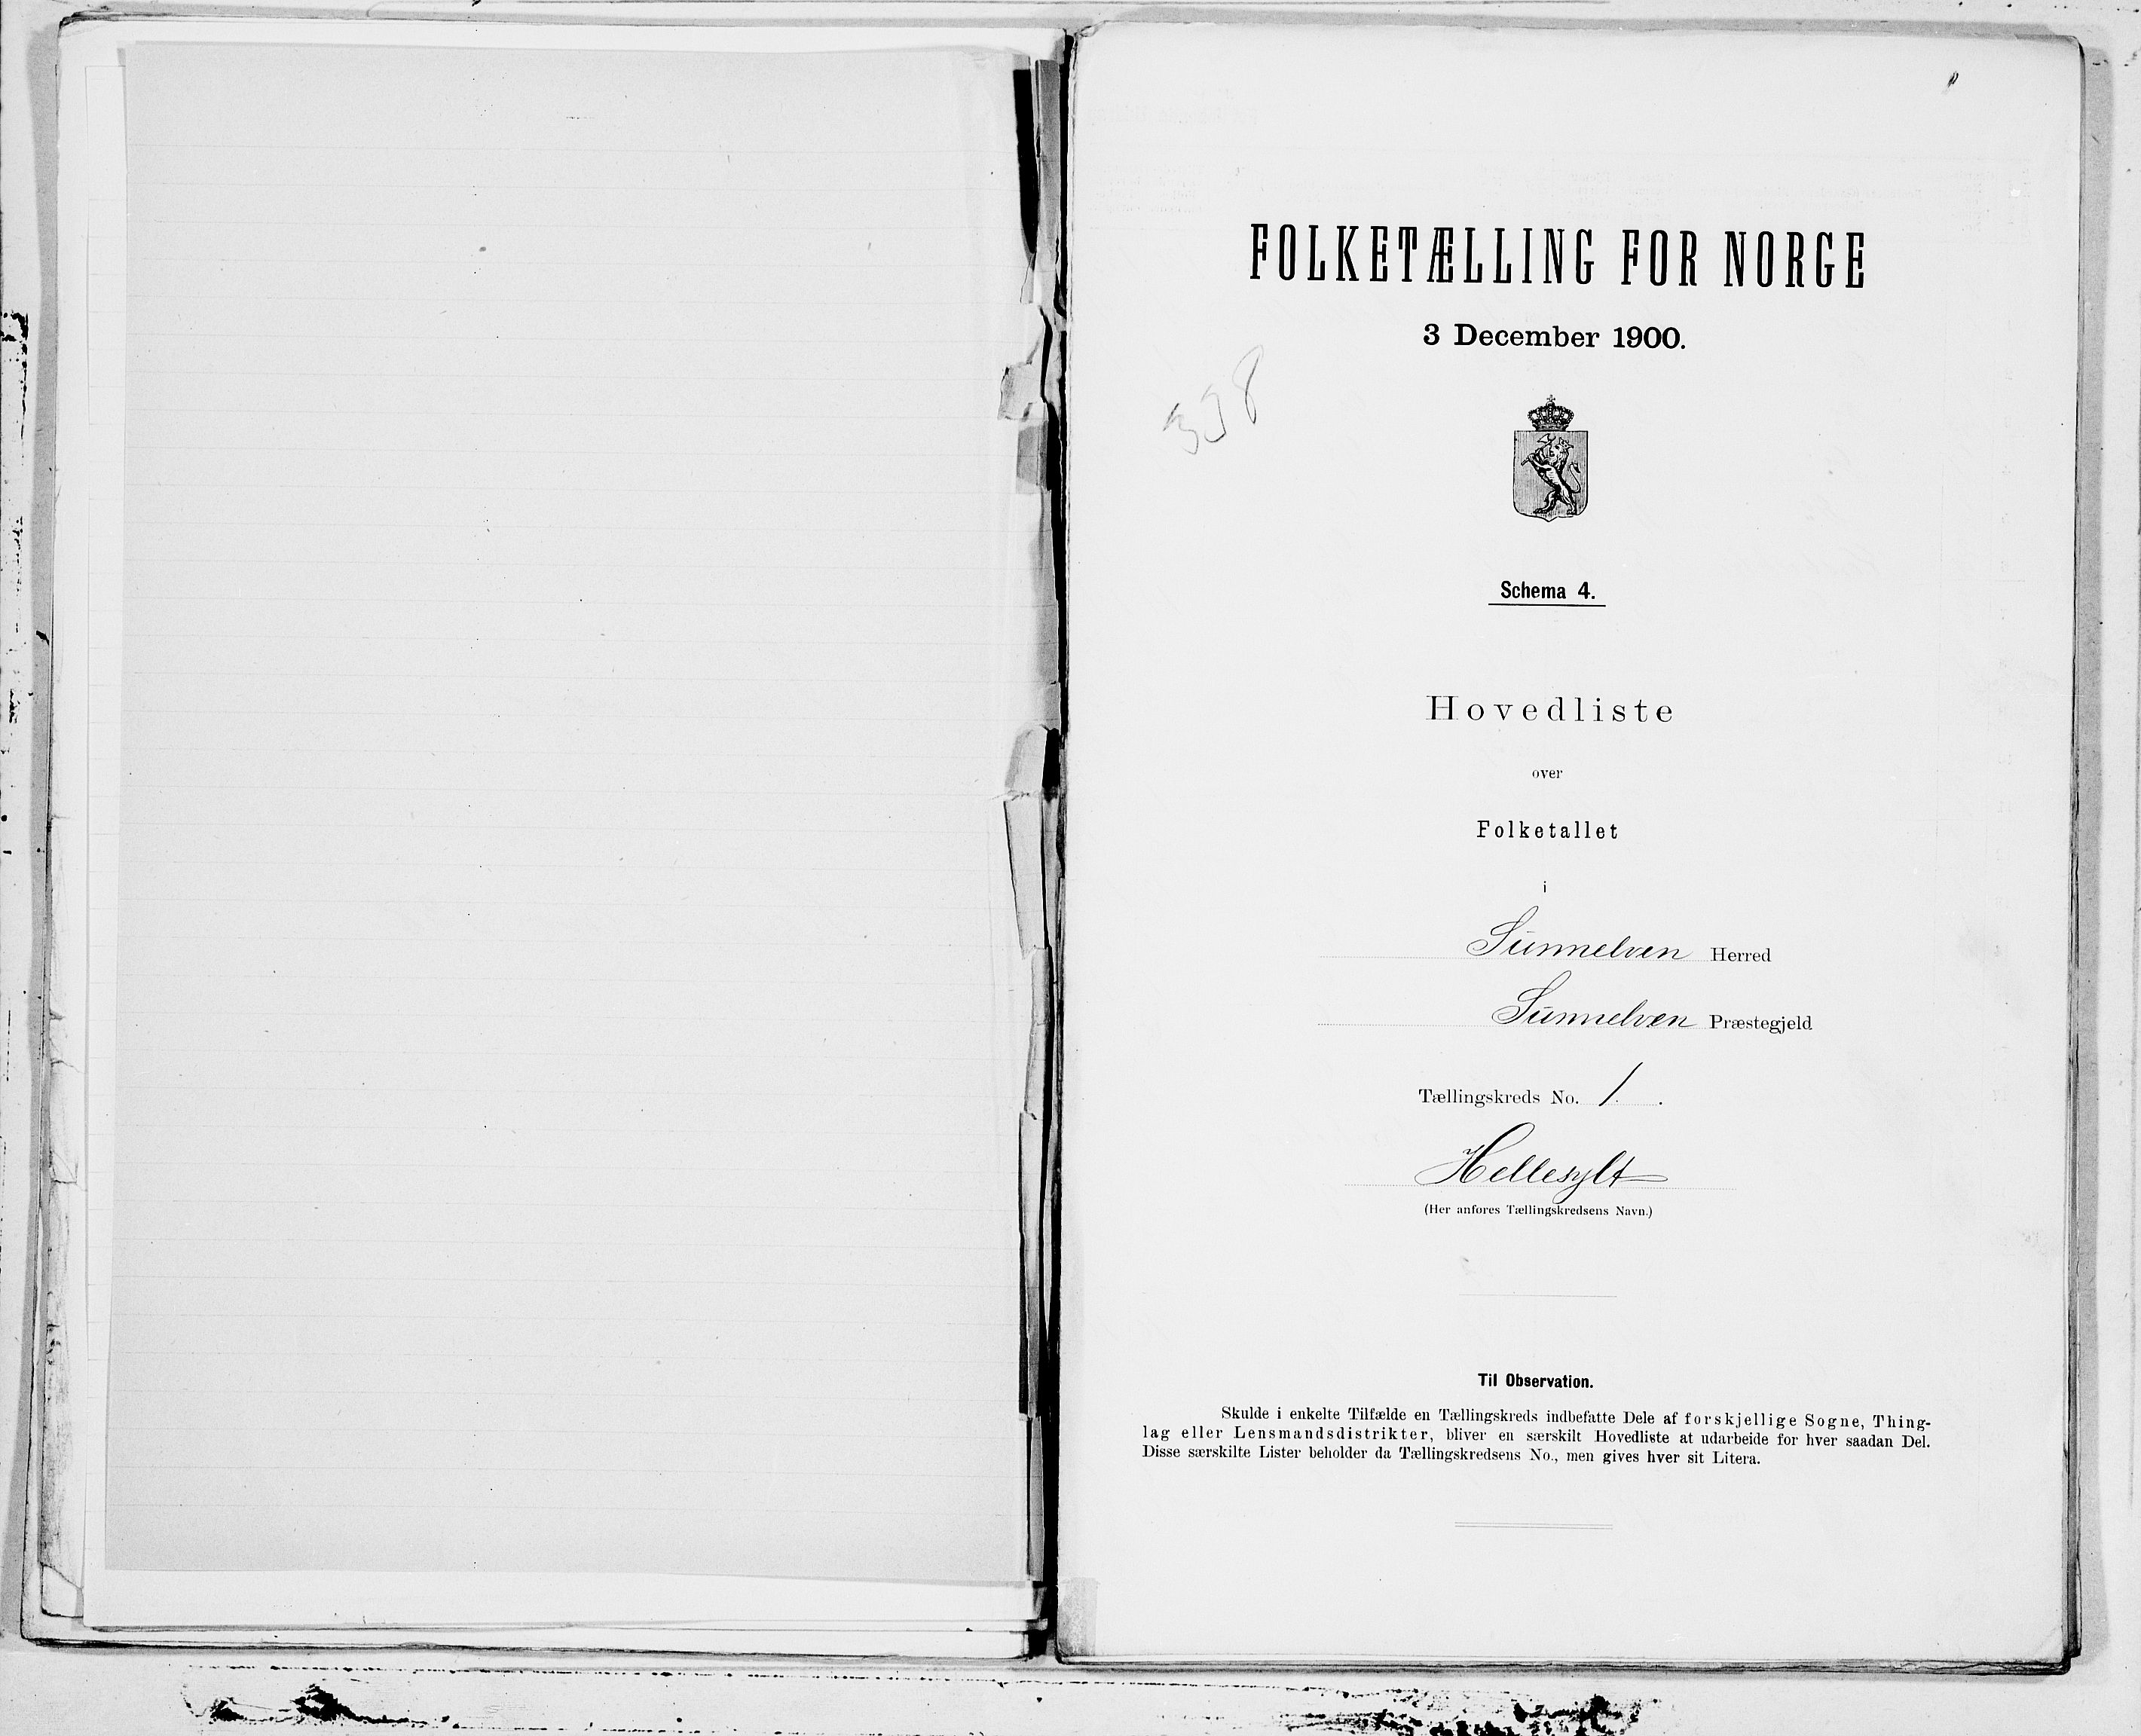 FOLKETÆLLING FOR NORGE
3 December 1900.
338
Schema 4.
Hovedliste
over
Folketallet
i
Sunnelven Herred
Sunnelven Præstegjeld
Tællingskreds No. 1.
Hellesylt
(Her anføres Tællingskredsens Navn.)
Til Observation.
Skulde i enkelte Tilfælde en Tællingskreds indbefatte Dele af forskjellige Sogne, Thing-
lag eller Lensmandsdistrikter, bliver en særskilt Hovedliste at udarbeide for hver saadan Del.
Disse særskilte Lister beholder da Tællingskredsens No., men gives hver sit Litera.